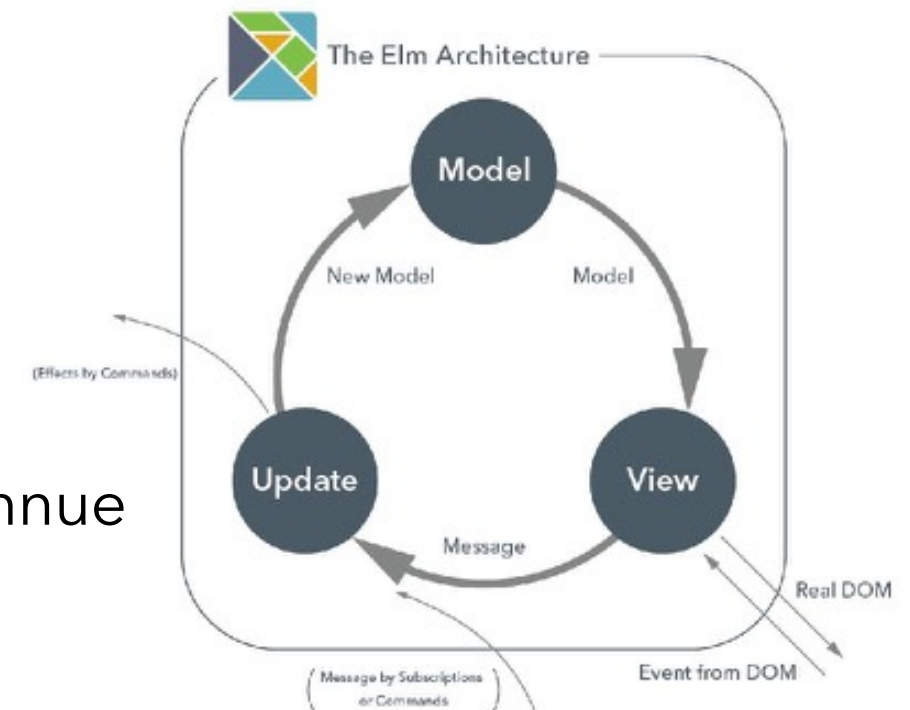 The Elm Architecture
Model
New Model
Model
(Effects by Commands)
Update
View
nnue
Message
Real DOM
Event from DOM
(Message by Subscriptions
or Commands)